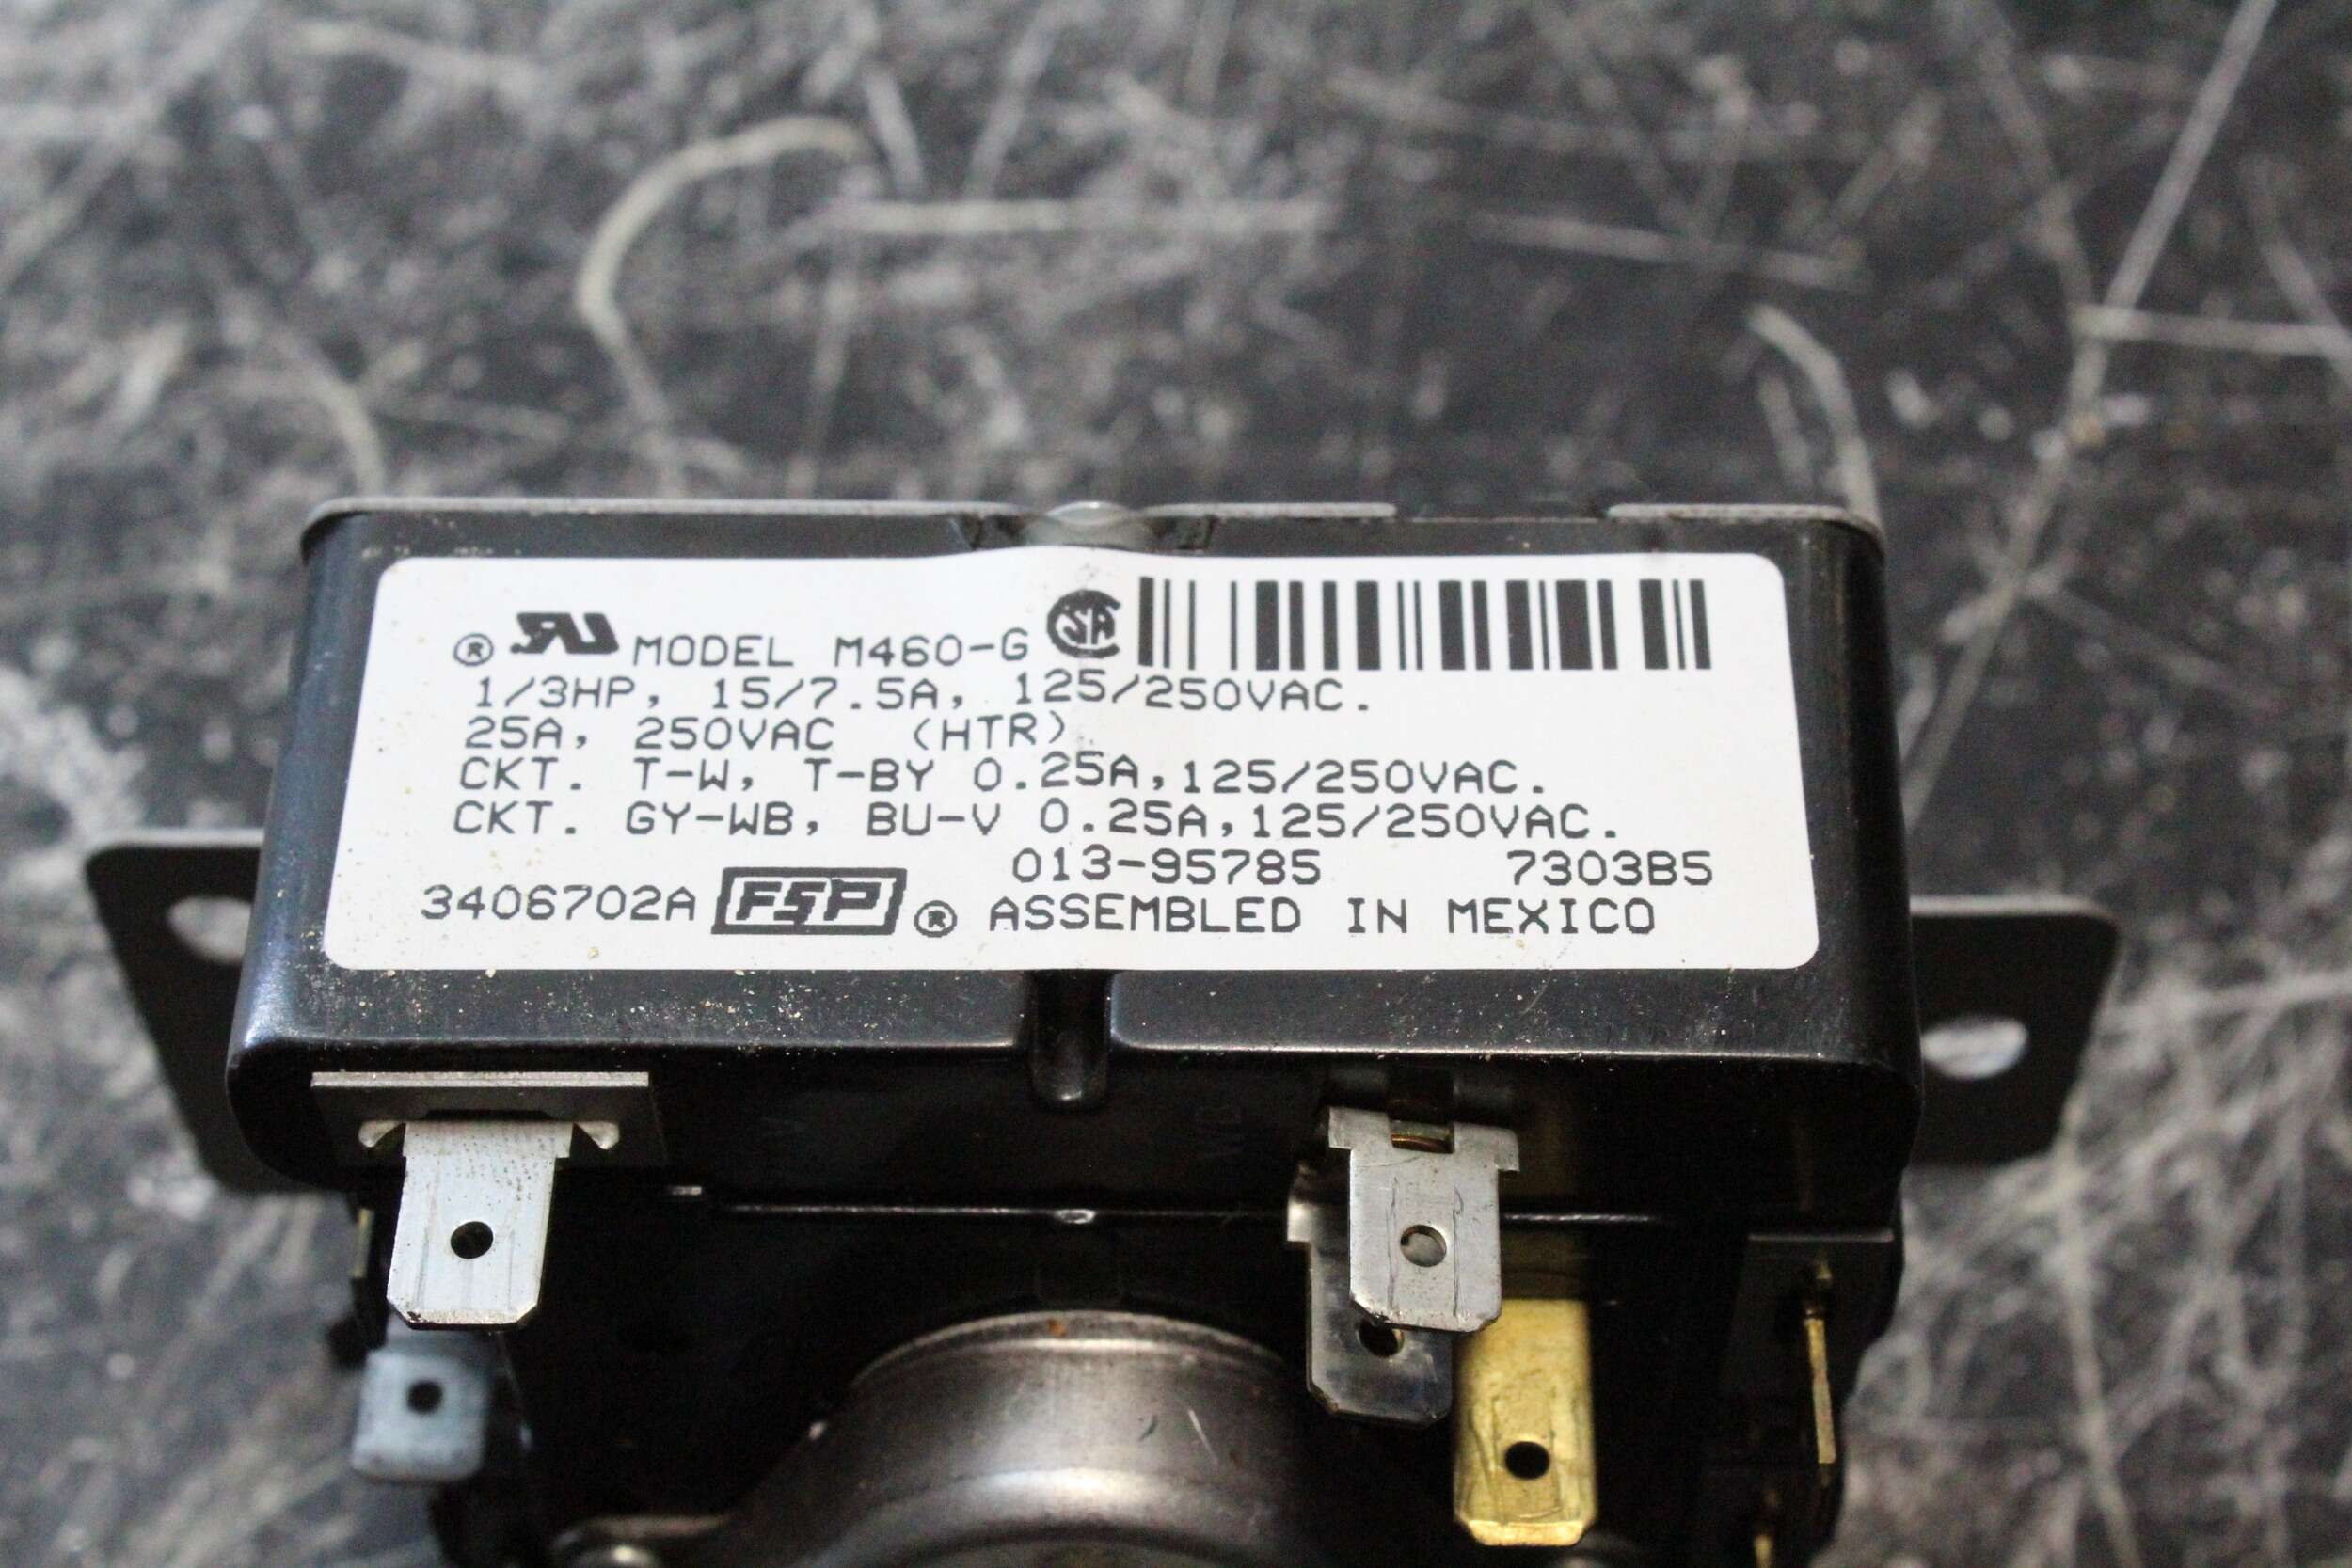 ® MODEL M460-G
1/3HP, 15/7.5A, 125/250VAC.
25A, 250VAC (HTR)
CKT. T-W, T-BY 0.25A,125/250VAC.
CKT. GY-WB, BU-V 0.25A,125/250VAC.
013-95785 7303B5
3406702A FSP ® ASSEMBLED IN MEXICO